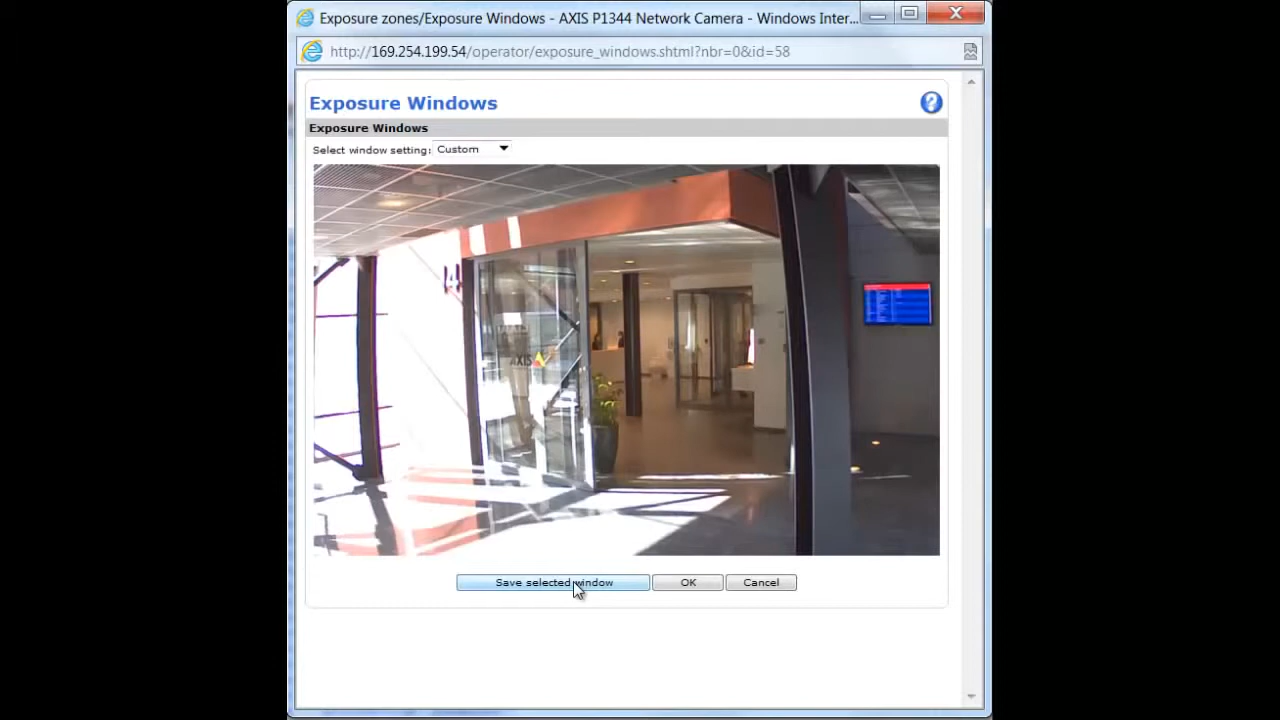 Exposure zones/Exposure Windows - AXIS P1344 Network Camera - Windows Inter...
http://169.254.199.54/operator/exposure_windows.shtml?nbr=0&id=58
Exposure Windows
Exposure Windows
Select window setting: Custom
AXIS
Save selected window
OK
Cancel